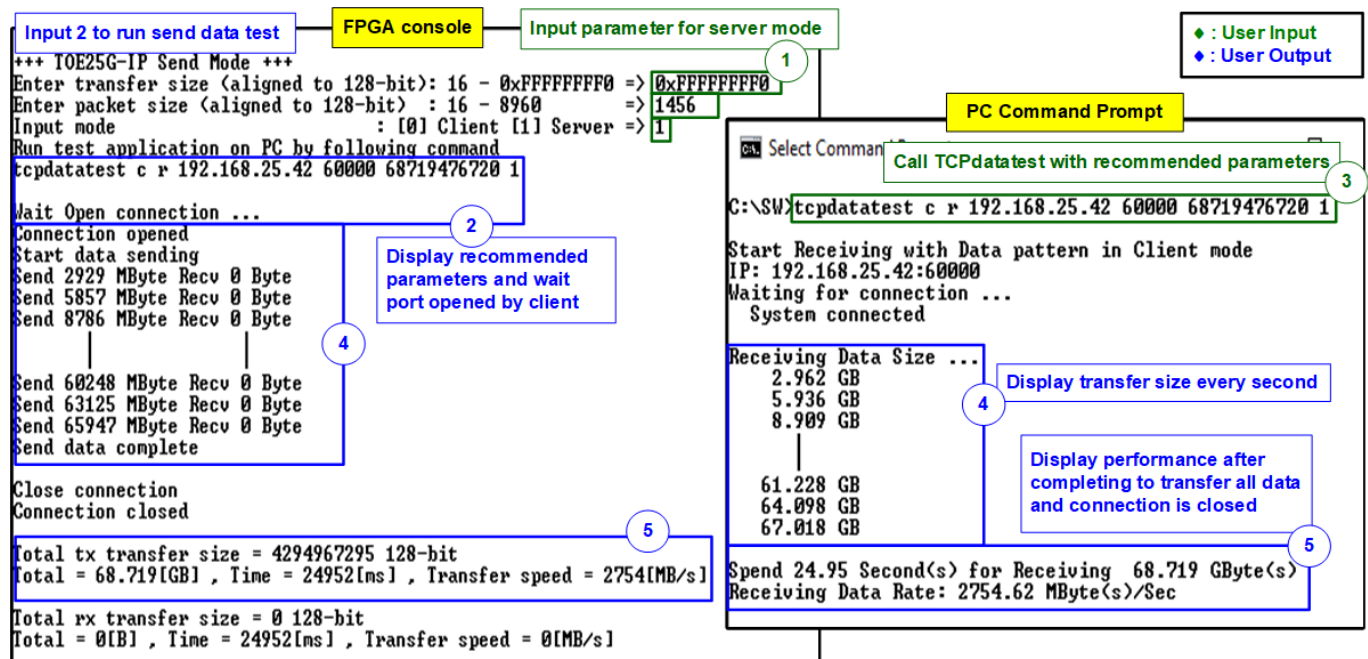 Input 2 to run send data test
FPGA console
Input parameter for server mode
♦ : User Input
♦ : User Output
+++ TOE25G-IP Send Mode +++
1
Enter transfer size (aligned to 128-bit): 16 - 0xFFFFFFFF0 => 0xFFFFFFFF0
Enter packet size (aligned to 128-bit) : 16 - 8960 => 1456
Input mode : [0] Client [1] Server => 1
Run test application on PC by following command
tcpdatatest c r 192.168.25.42 60000 68719476720 1
Wait Open connection ...
2
Display recommended
parameters and wait
port opened by client
Connection opened
Start data sending
Send 2929 MByte Recv 0 Byte
Send 5857 MByte Recv 0 Byte
Send 8786 MByte Recv 0 Byte
4
Send 60248 MByte Recv 0 Byte
Send 63125 MByte Recv 0 Byte
Send 65947 MByte Recv 0 Byte
Send data complete
Close connection
Connection closed
5
Total tx transfer size = 4294967295 128-bit
Total = 68.719[GB] , Time = 24952[ms] , Transfer speed = 2754[MB/s]
Total rx transfer size = 0 128-bit
Total = 0[B] , Time = 24952[ms] , Transfer speed = 0[MB/s]
PC Command Prompt
C:\. Select Comman
Call TCPdatatest with recommended parameters
3
C:\SW>tcpdatatest c r 192.168.25.42 60000 68719476720 1
Start Receiving with Data pattern in Client mode
IP: 192.168.25.42:60000
Waiting for connection ...
System connected
Receiving Data Size ...
2.962 GB
5.936 GB
8.909 GB
61.228 GB
64.098 GB
67.018 GB
4
Display transfer size every second
Display performance after
completing to transfer all data
and connection is closed
5
Spend 24.95 Second(s) for Receiving 68.719 GByte(s)
Receiving Data Rate: 2754.62 MByte(s)/Sec